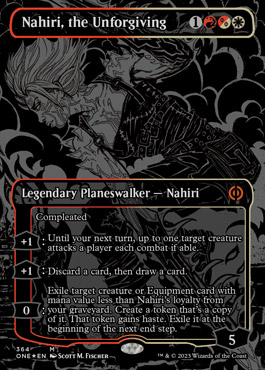 Nahiri, the Unforgiving 1
Legendary Planeswalker — Nahiri
Compleated
+1 : Until your next turn, up to one target creature
attacks a player each combat if able.
+1 : Discard a card, then draw a card.
Exile target creature or Equipment card with
mana value less than Nahiri's loyalty from
0 : your graveyard. Create a token that's a copy
of it. That token gains haste. Exile it at the
beginning of the next end step.
5
364 M
ONE★EN SCOTT M. FISCHER ™ & © 2023 Wizards of the Coast